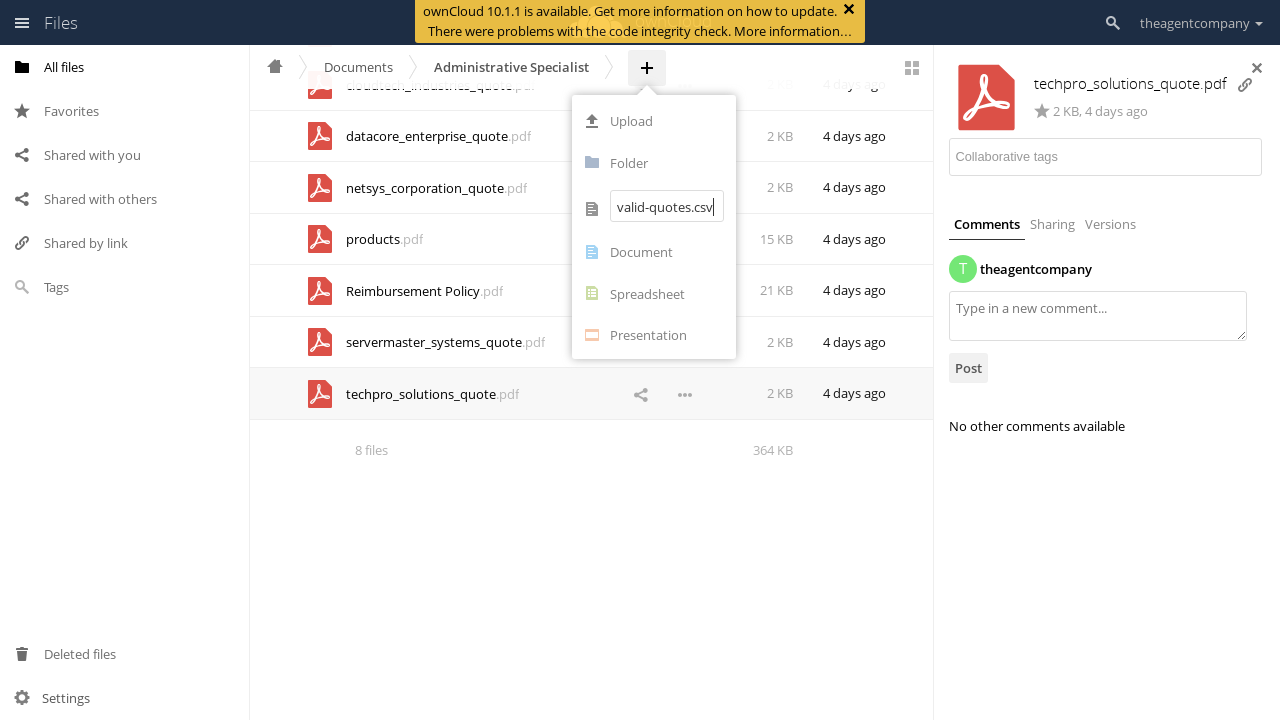 Files
ownCloud 10.1.1 is available. Get more information on how to update.
There were problems with the code integrity check. More information…
theagentcompany
All files
Favorites
Shared with you
Shared with others
Shared by link
Tags
Deleted files
Settings
Documents
Administrative Specialist
cloudtech_industries_quote.pdf 2 KB 4 days ago
datacore_enterprise_quote.pdf 2 KB 4 days ago
netsys_corporation_quote.pdf 2 KB 4 days ago
products.pdf 15 KB 4 days ago
Reimbursement Policy.pdf 21 KB 4 days ago
servermaster_systems_quote.pdf 2 KB 4 days ago
techpro_solutions_quote.pdf 2 KB 4 days ago
8 files 364 KB
Upload
Folder
valid-quotes.csv
Document
Spreadsheet
Presentation
techpro_solutions_quote.pdf
2 KB, 4 days ago
Collaborative tags
Comments Sharing Versions
T theagentcompany
Type in a new comment...
Post
No other comments available